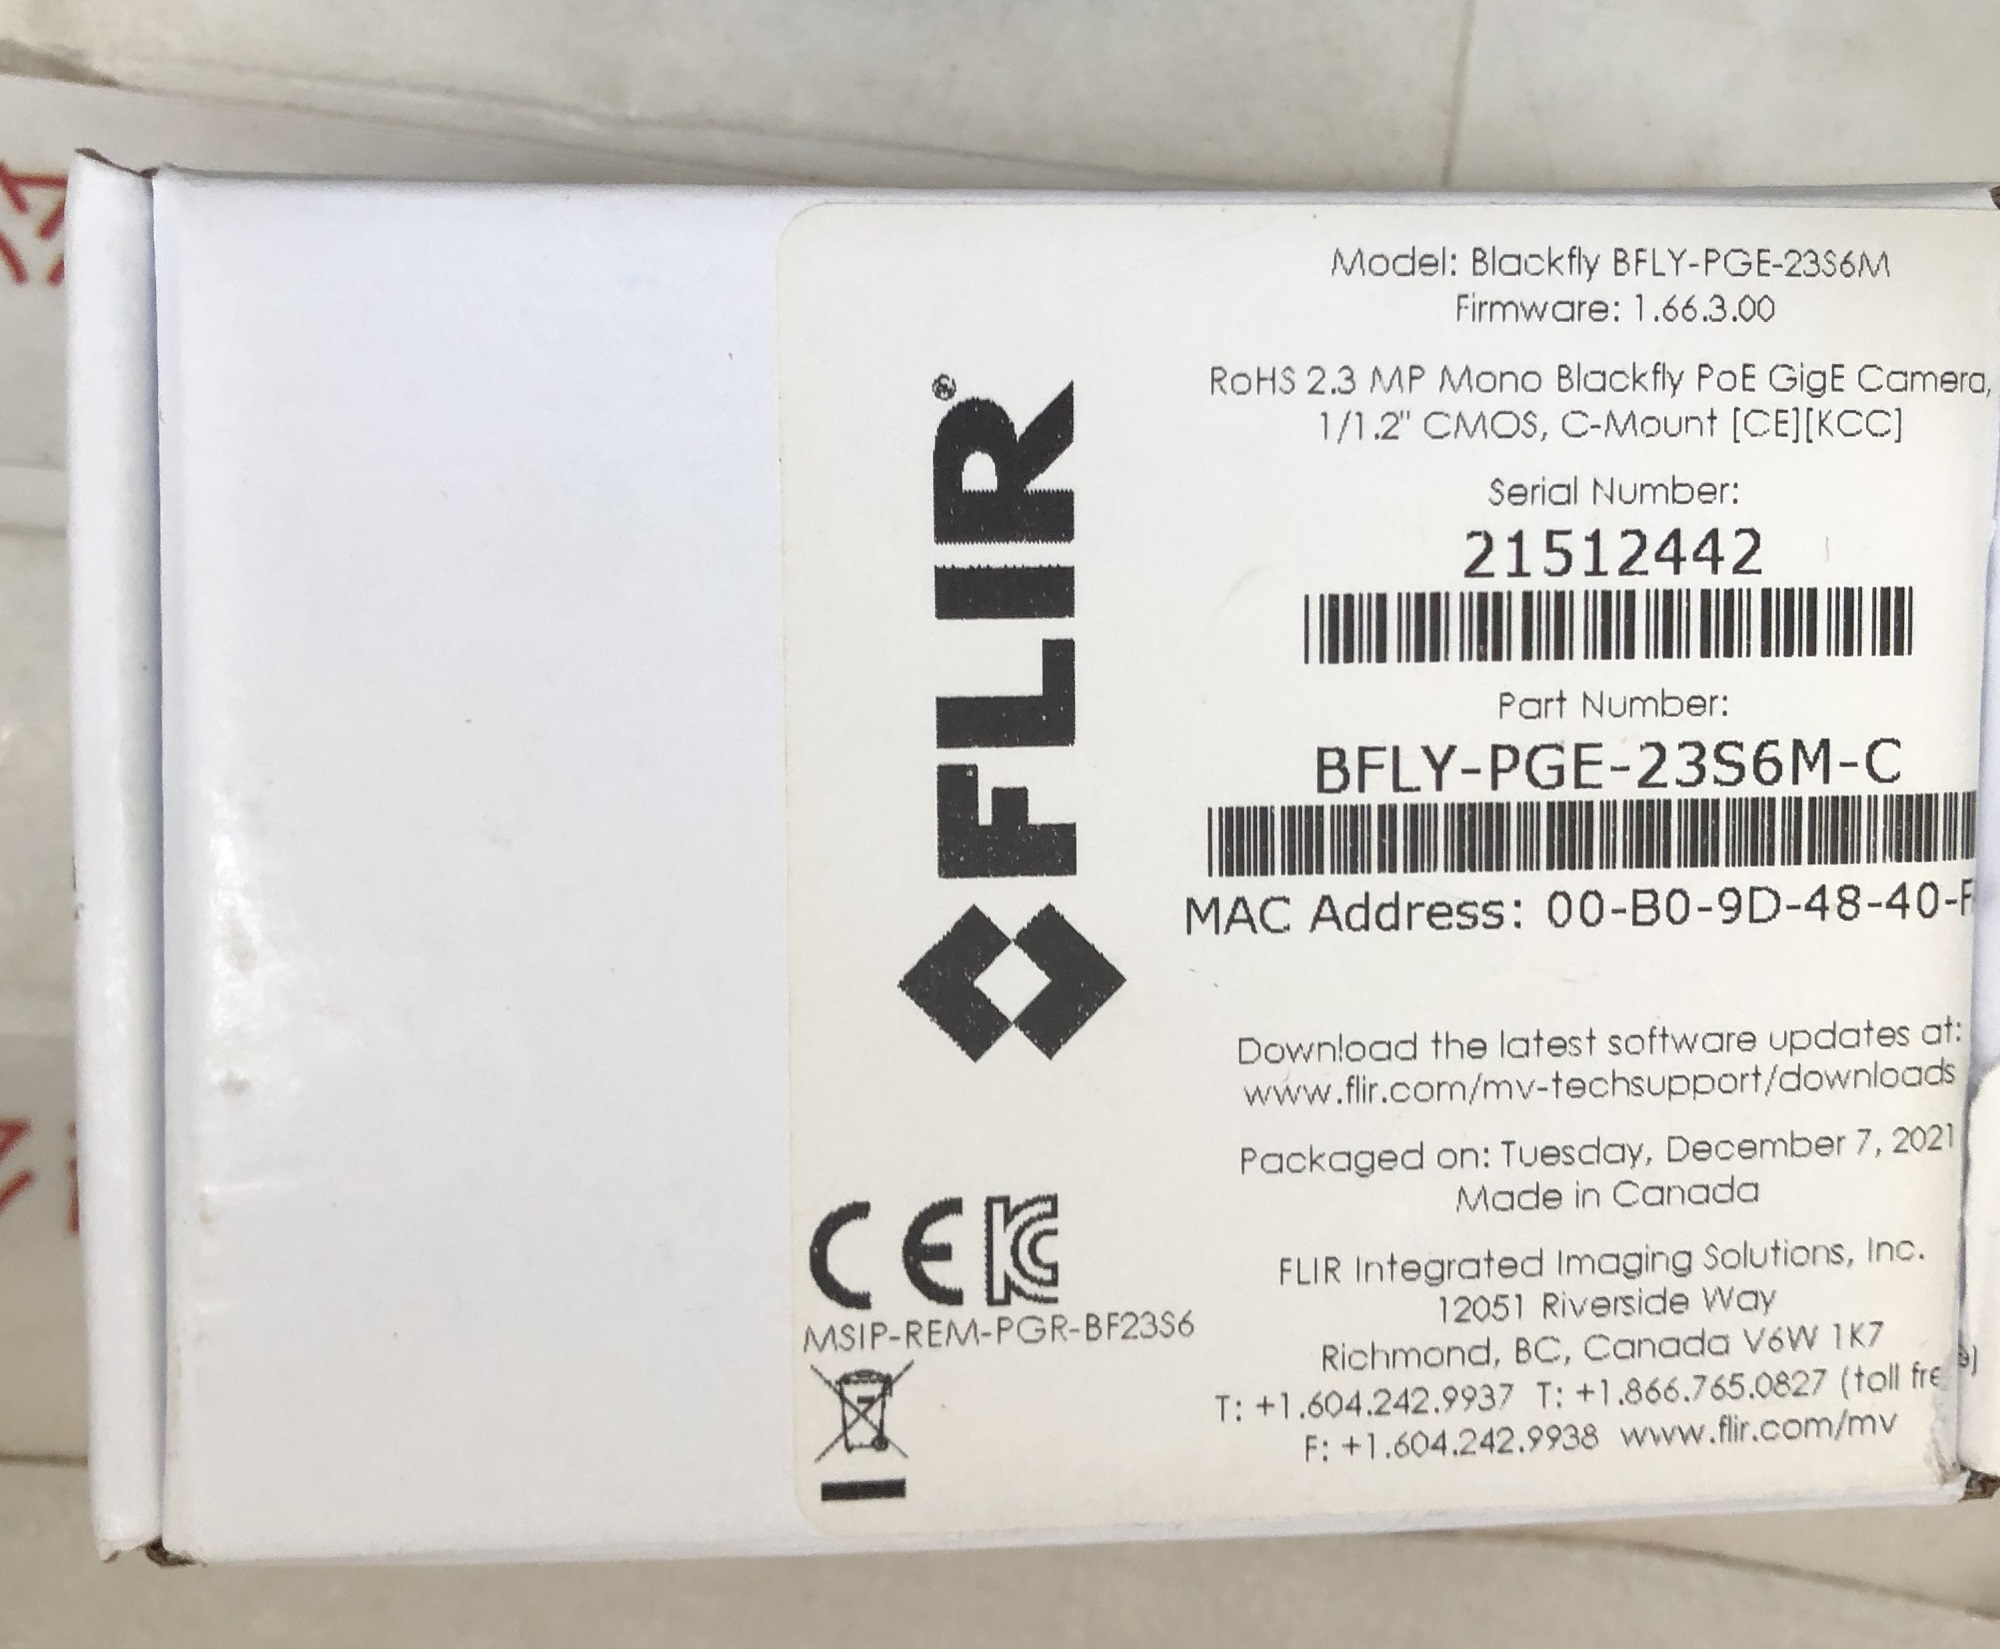 Model: Blackfly BFLY-PGE-23S6M
Firmware: 1.66.3.00
RoHS 2.3 MP Mono Blackfly PoE GigE Camera,
1/1.2" CMOS, C-Mount [CE][KCC]
Serial Number:
21512442
Part Number:
BFLY-PGE-23S6M-C
MAC Address: 00-B0-9D-48-40-F
FLIR®
Download the latest software updates at:
www.flir.com/mv-techsupport/downloads
Packaged on: Tuesday, December 7, 2021
Made in Canada
CE
MSIP-REM-PGR-BF23S6
FLIR Integrated Imaging Solutions, Inc.
12051 Riverside Way
Richmond, BC, Canada V6W 1K7
T: +1.604.242.9937 T: +1.866.765.0827 (toll free)
F: +1.604.242.9938 www.flir.com/mv